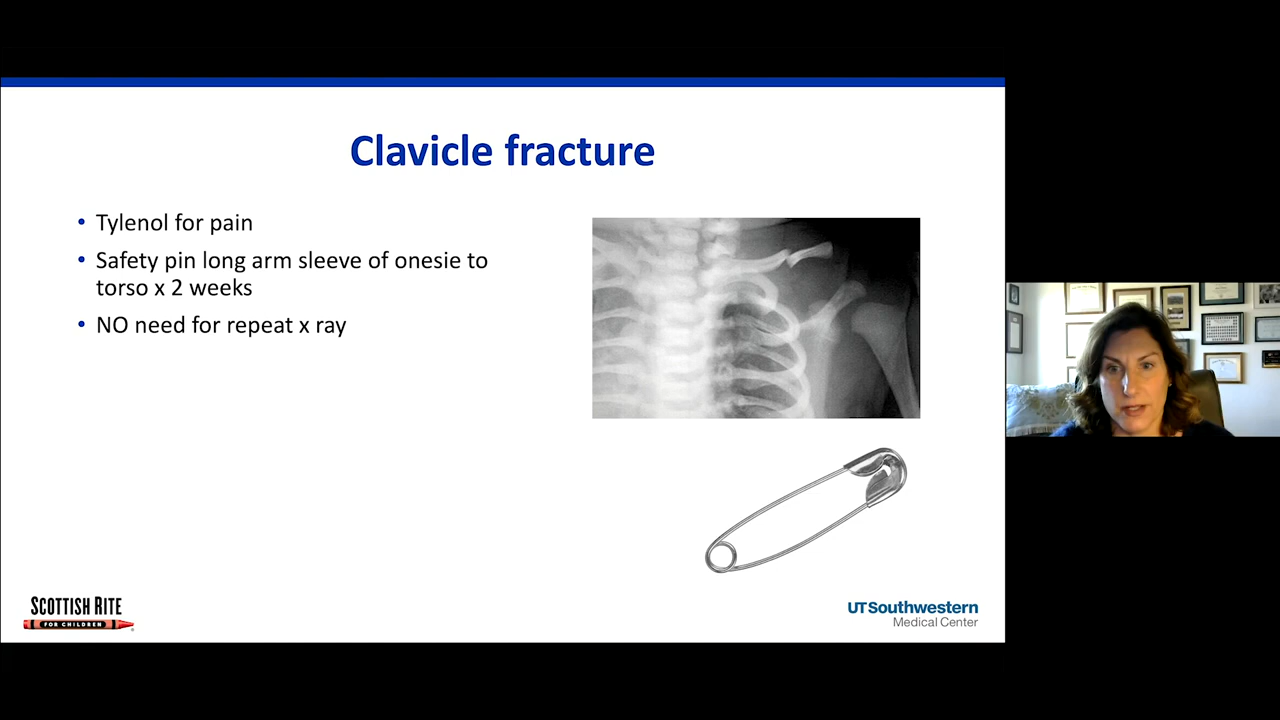 Clavicle fracture
• Tylenol for pain
• Safety pin long arm sleeve of onesie to
torso x 2 weeks
• NO need for repeat x ray
SCOTTISH RITE
FOR CHILDREN
UTSouthwestern
Medical Center